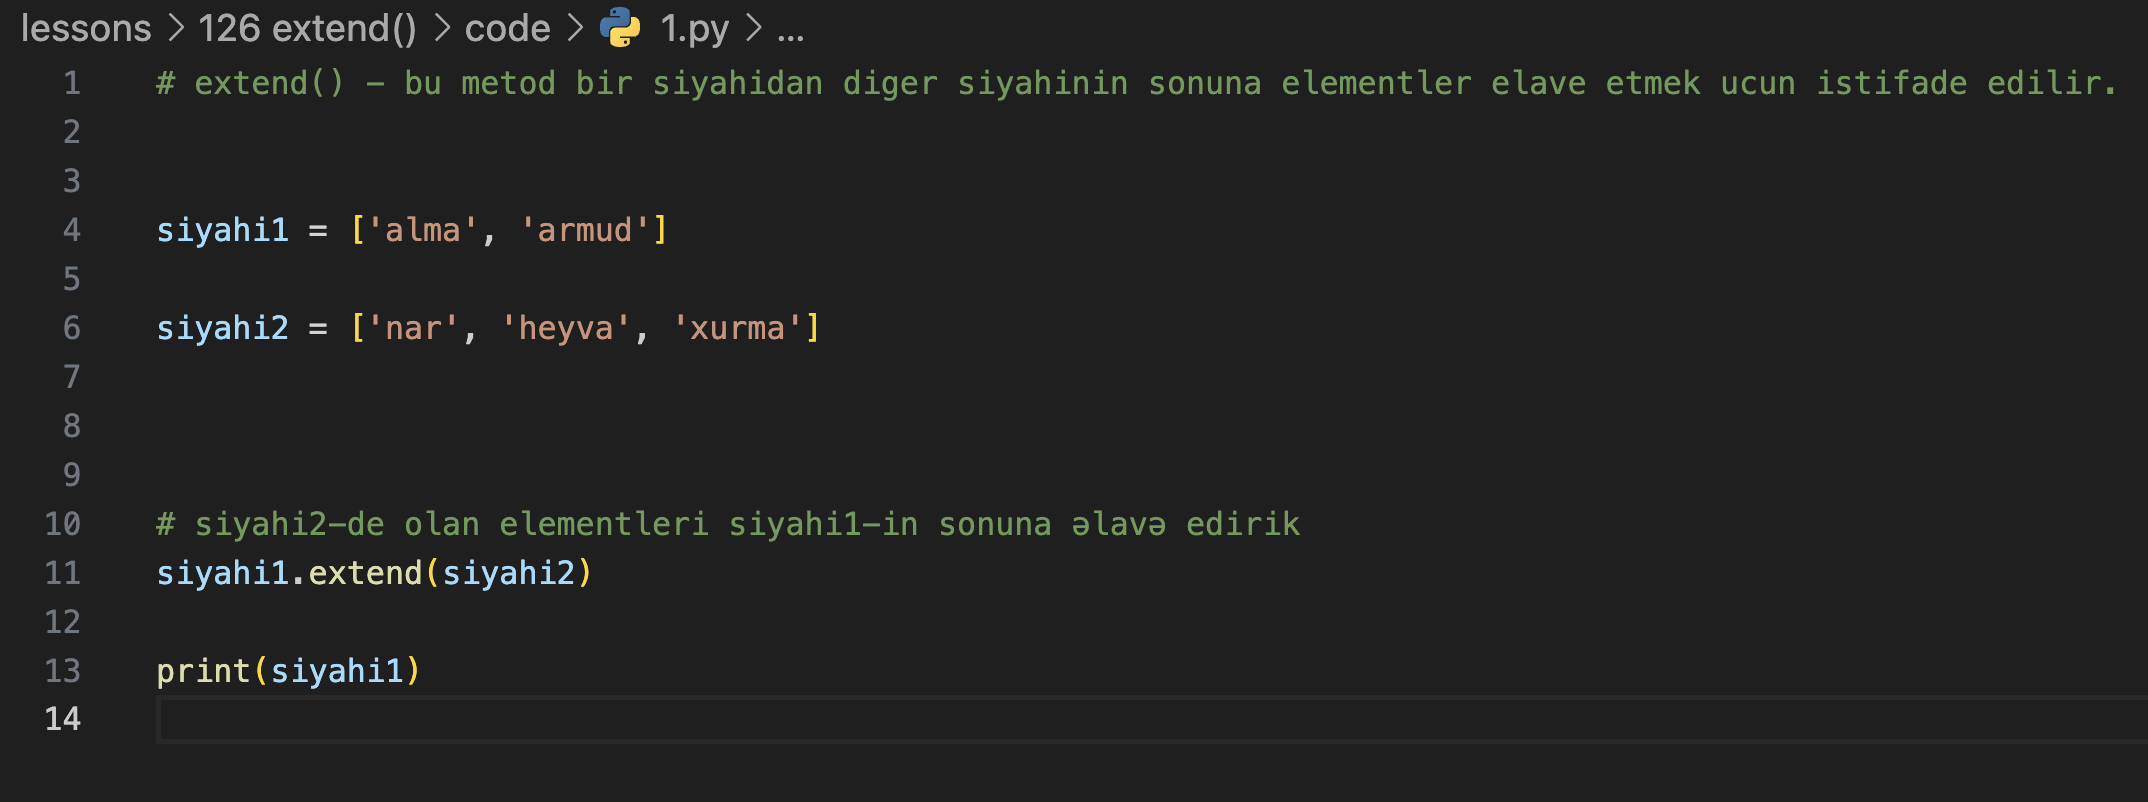 lessons > 126 extend() > code > 1.py > ...
1 # extend() - bu metod bir siyahidan diger siyahinin sonuna elementler elave etmek ucun istifade edilir.
2
3
4 siyahi1 = ['alma', 'armud']
5
6 siyahi2 = ['nar', 'heyva', 'xurma']
7
8
9
10 # siyahi2-de olan elementleri siyahi1-in sonuna əlavə edirik
11 siyahi1.extend(siyahi2)
12
13 print(siyahi1)
14